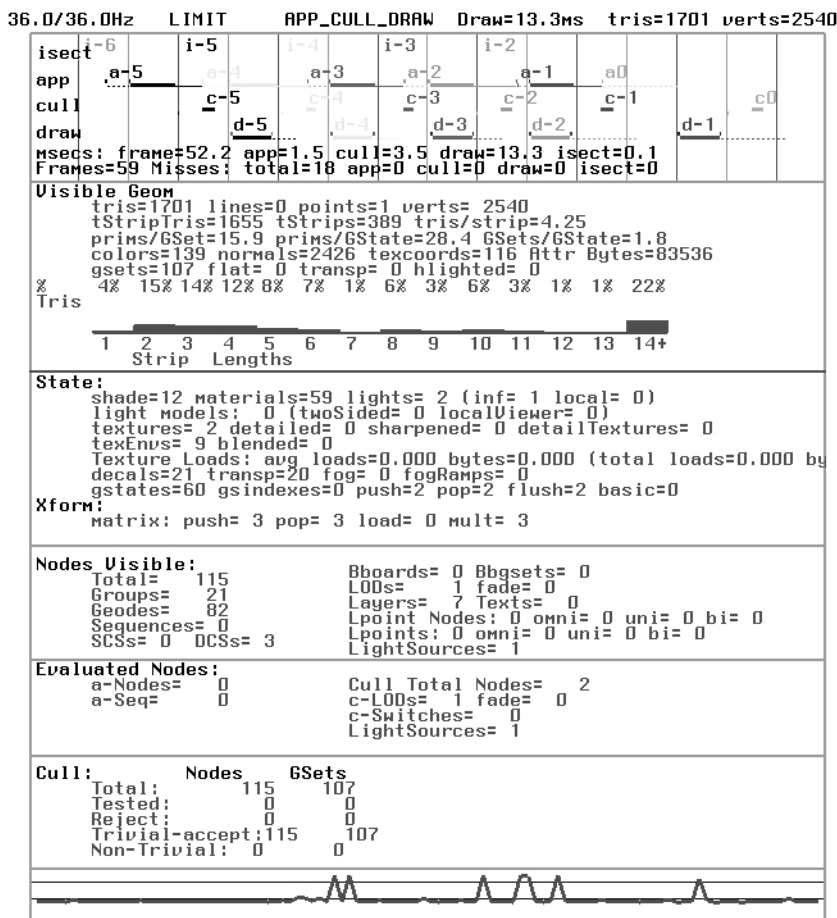 36.0/36.0Hz LIMIT APP_CULL_DRAW Draw=13.3ms tris=1701 verts=2540
isect i-6 i-5 i-4 i-3 i-2
app a-5 a-4 a-3 a-2 a-1 a0
cull c-5 c-4 c-3 c-2 c-1 c0
draw d-5 d-4 d-3 d-2 d-1
msecs: frame=52.2 app=1.5 cull=3.5 draw=13.3 isect=0.1
Frames=59 Misses: total=18 app=0 cull=0 draw=0 isect=0
Visible Geom
tris=1701 lines=0 points=1 verts= 2540
tStripTris=1655 tStrips=389 tris/strip=4.25
prims/GSet=15.9 prims/GState=28.4 GSets/GState=1.8
colors=139 normals=2426 texcoords=116 Attr Bytes=83536
gsets=107 flat= 0 transp= 0 hlighted= 0
% 4% 15% 14% 12% 8% 7% 1% 6% 3% 6% 3% 1% 1% 22%
Tris
1 2 3 4 5 6 7 8 9 10 11 12 13 14+
Strip Lengths
State:
shade=12 materials=59 lights= 2 (inf= 1 local= 0)
light models: 0 (twoSided= 0 localViewer= 0)
textures= 2 detailed= 0 sharpened= 0 detailTextures= 0
texEnvs= 9 blended= 0
Texture Loads: avg loads=0.000 bytes=0.000 (total loads=0.000 by
decals=21 transp=20 fog= 0 fogRamps= 0
gstates=60 gsindexes=0 push=2 pop=2 flush=2 basic=0
Xform:
matrix: push= 3 pop= 3 load= 0 mult= 3
Nodes Visible:
Total= 115 Bboards= 0 Bbgsets= 0
Groups= 21 LODs= 1 fade= 0
Geodes= 82 Layers= 7 Texts= 0
Sequences= 0 Lpoint Nodes: 0 omni= 0 uni= 0 bi= 0
SCSs= 0 DCSs= 3 Lpoints: 0 omni= 0 uni= 0 bi= 0
LightSources= 1
Evaluated Nodes:
a-Nodes= 0 Cull Total Nodes= 2
a-Seq= 0 c-LODs= 1 fade= 0
c-Switches= 0
LightSources= 1
Cull: Nodes GSets
Total: 115 107
Tested: 0 0
Reject: 0 0
Trivial-accept:115 107
Non-Trivial: 0 0